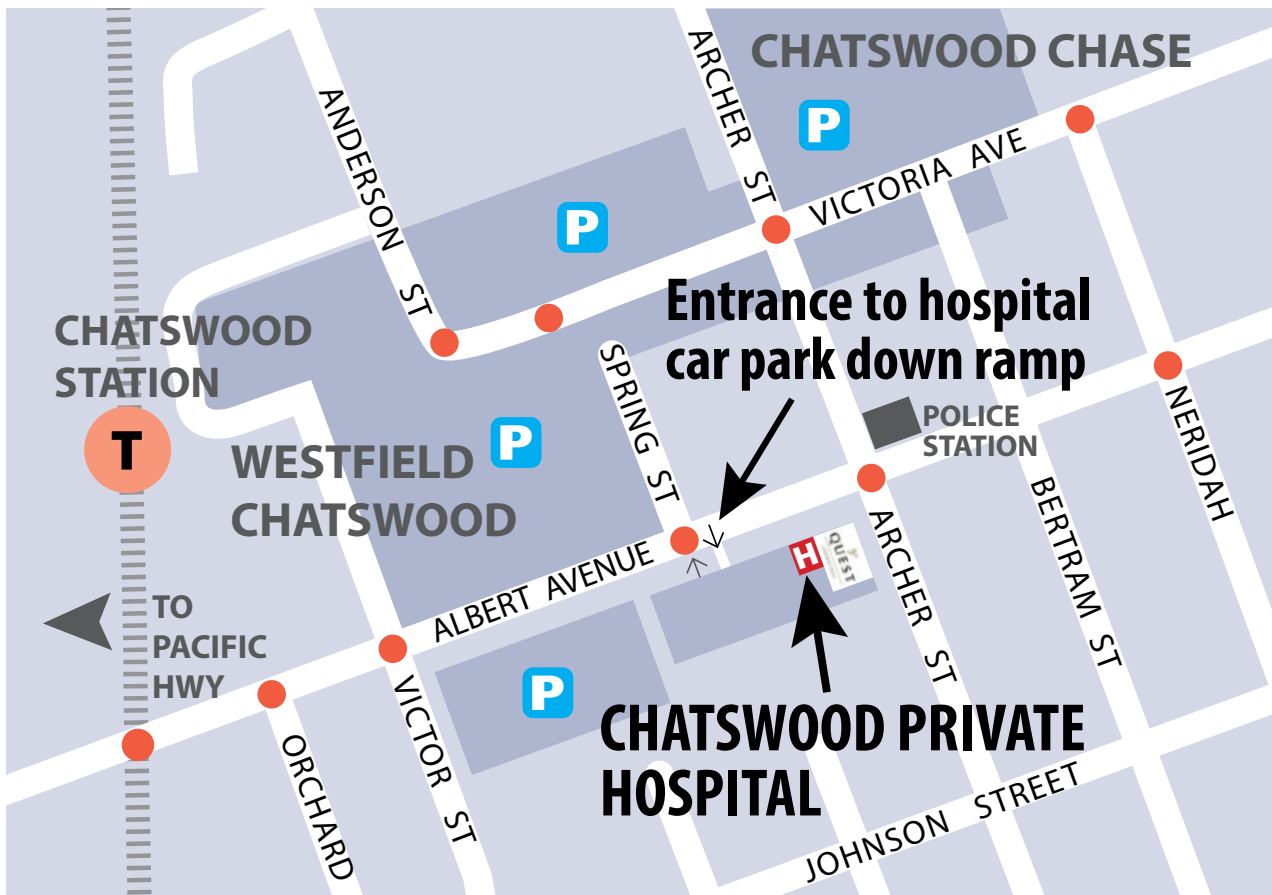 CHATSWOOD CHASE
ARCHER ST
P
VICTORIA AVE
ANDERSON ST
P
Entrance to hospital
car park down ramp
CHATSWOOD
STATION
T
SPRING ST
NERIDAH
POLICE
STATION
P
WESTFIELD
CHATSWOOD
ALBERT AVENUE
H
QUEST
ARCHER ST
BERTRAM ST
TO
PACIFIC
HWY
P
VICTOR ST
ORCHARD
CHATSWOOD PRIVATE
HOSPITAL
JOHNSON STREET